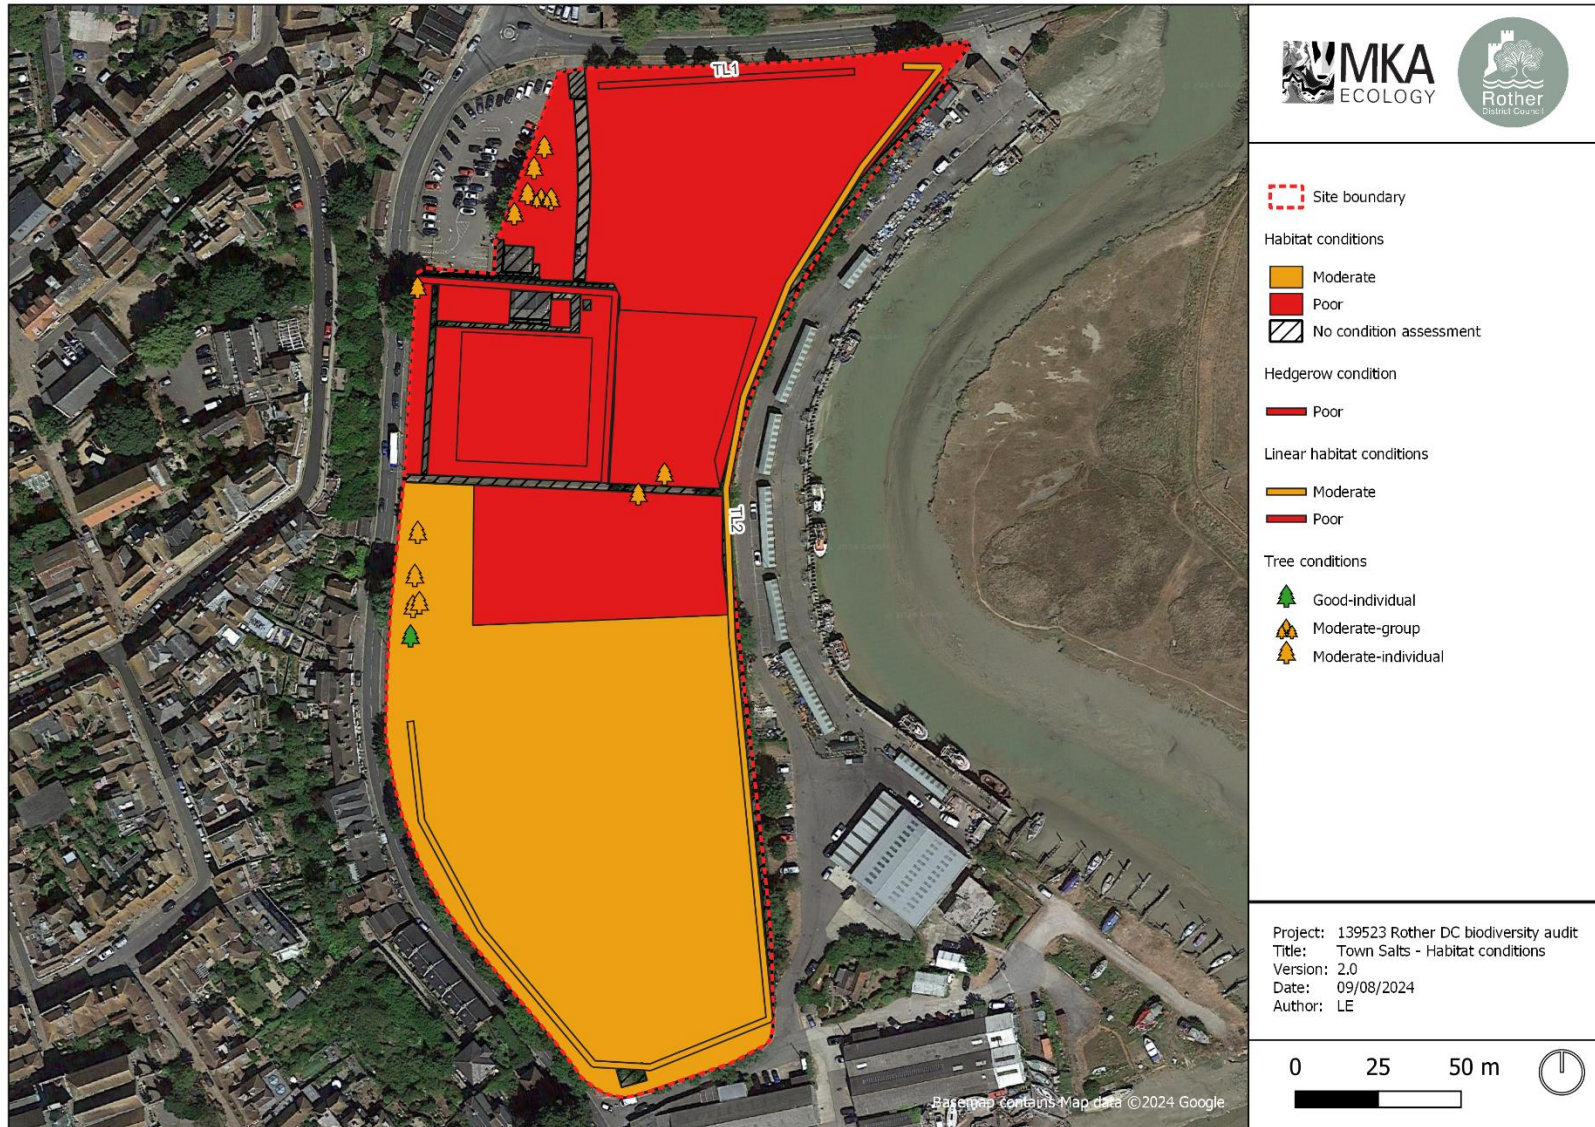 TL1
TL2
Basemap contains Map data ©2024 Google
MKA
ECOLOGY
Rother
District Council
Site boundary
Habitat conditions
Moderate
Poor
No condition assessment
Hedgerow condition
Poor
Linear habitat conditions
Moderate
Poor
Tree conditions
Good-individual
Moderate-group
Moderate-individual
Project: 139523 Rother DC biodiversity audit
Title: Town Salts - Habitat conditions
Version: 2.0
Date: 09/08/2024
Author: LE
0 25 50 m